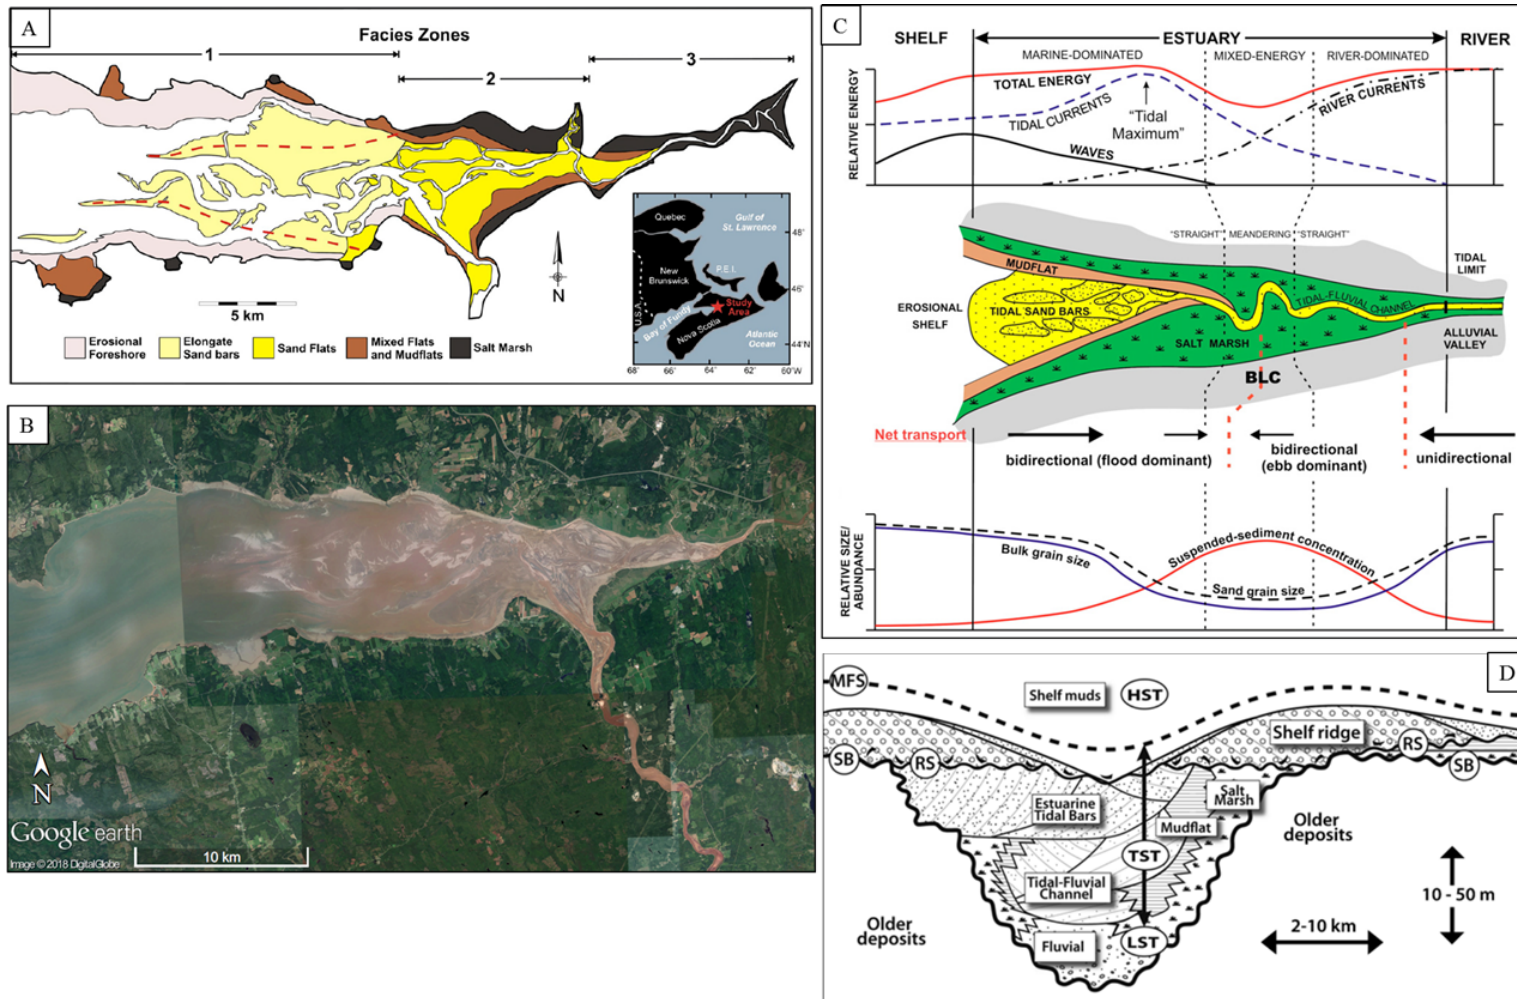 A
Facies Zones
1
2
3
5 km
N
Quebec
Gulf of
St. Lawrence
48°
New
Brunswick
P.E.I.
46°
U.S.A.
Study
Area
Bay of Fundy
Nova Scotia
Atlantic
Ocean
44°N
68° 66° 64° 62° 60°W
Erosional
Foreshore
Elongate
Sand bars
Sand Flats
Mixed Flats
and Mudflats
Salt Marsh
B
N
Google earth
Image © 2018 DigitalGlobe
10 km
C
SHELF
ESTUARY
RIVER
MARINE-DOMINATED
MIXED-ENERGY
RIVER-DOMINATED
RELATIVE ENERGY
TOTAL ENERGY
TIDAL CURRENTS
RIVER CURRENTS
"Tidal
Maximum"
WAVES
"STRAIGHT" MEANDERING "STRAIGHT"
MUDFLAT
TIDAL
LIMIT
EROSIONAL
SHELF
TIDAL SAND BARS
TIDAL-FLUVIAL CHANNEL
SALT MARSH
ALLUVIAL
VALLEY
BLC
Net transport
bidirectional (flood dominant)
bidirectional
(ebb dominant)
unidirectional
RELATIVE SIZE/
ABUNDANCE
Bulk grain size
Suspended-sediment concentration
Sand grain size
D
MFS
Shelf muds
HST
Shelf ridge
SB
RS
RS
SB
Estuarine
Tidal Bars
Salt
Marsh
Mudflat
Older
deposits
TST
Tidal-Fluvial
Channel
10 - 50 m
Older
deposits
Fluvial
LST
2-10 km